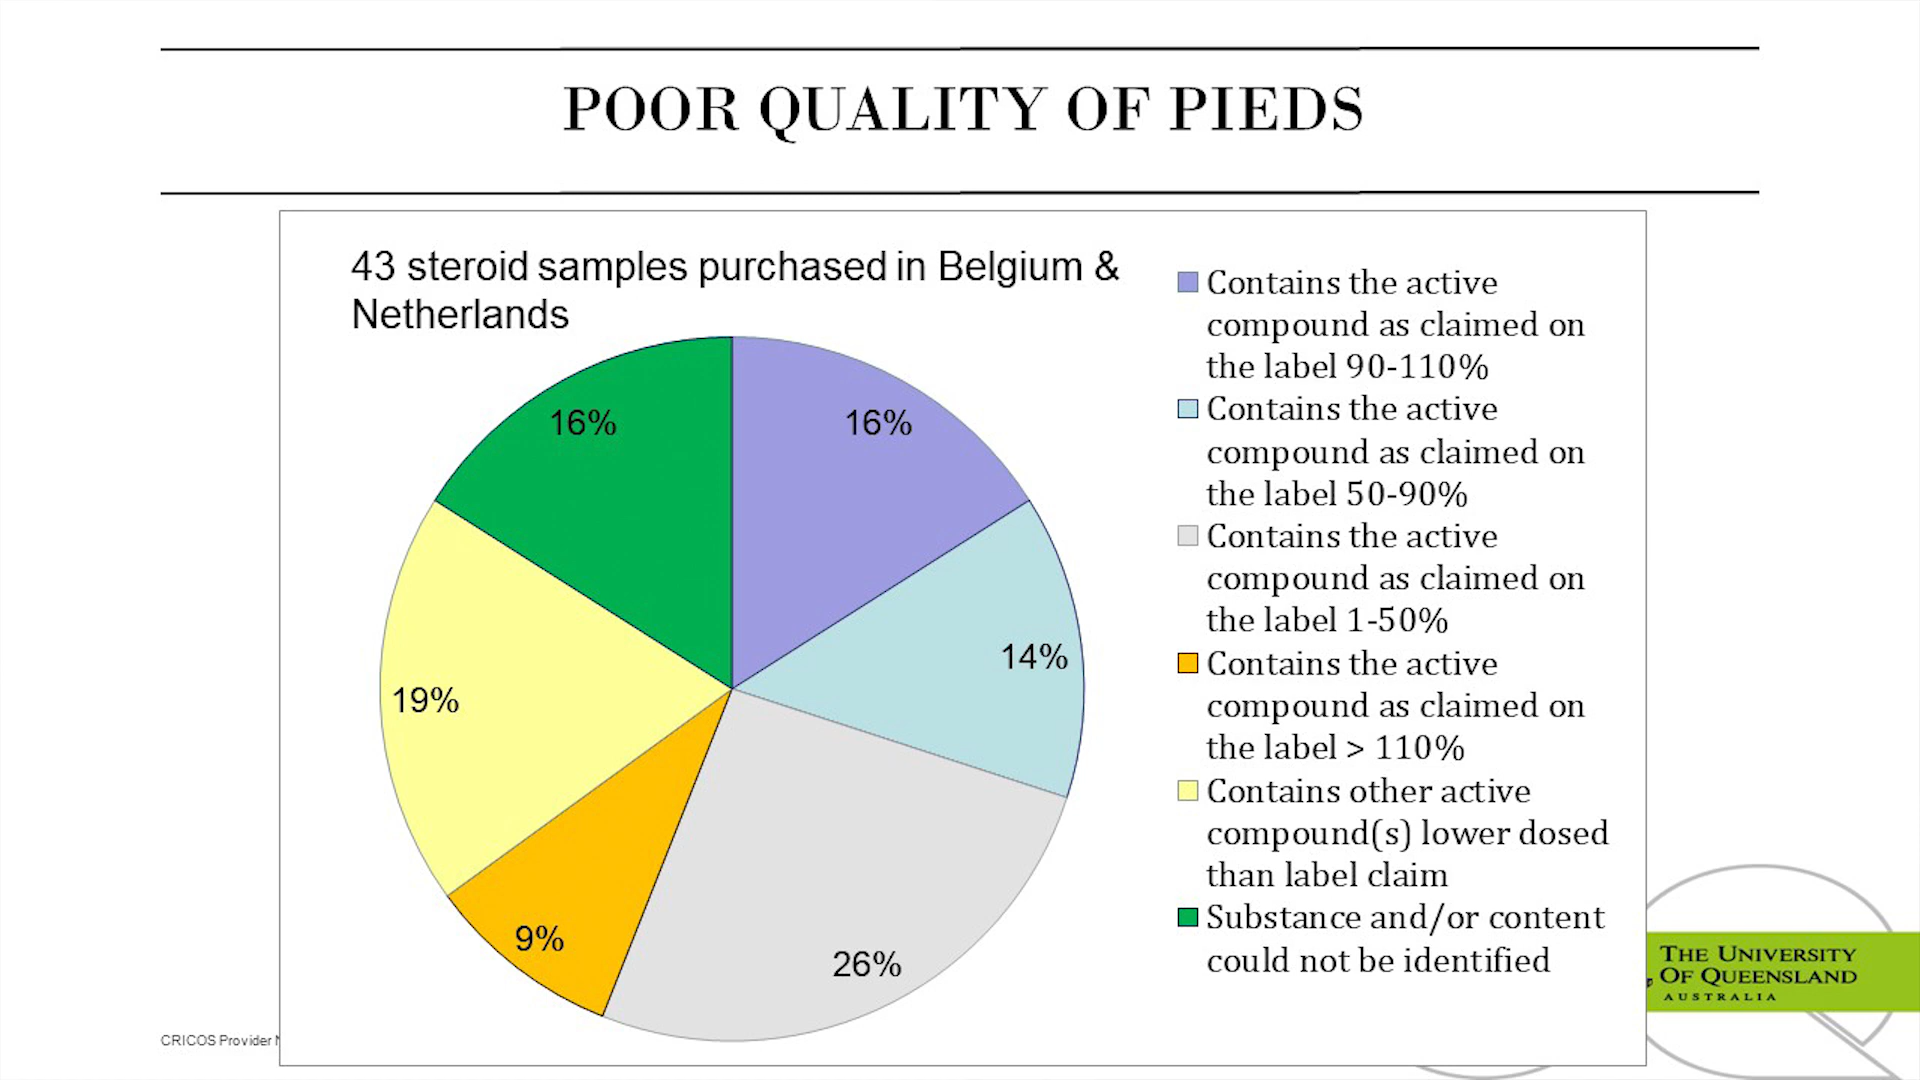 POOR QUALITY OF PIEDS
43 steroid samples purchased in Belgium &
Netherlands
16%
16%
14%
19%
9%
26%
Contains the active
compound as claimed on
the label 90-110%
Contains the active
compound as claimed on
the label 50-90%
Contains the active
compound as claimed on
the label 1-50%
Contains the active
compound as claimed on
the label > 110%
Contains other active
compound(s) lower dosed
than label claim
Substance and/or content
could not be identified
THE UNIVERSITY
OF QUEENSLAND
AUSTRALIA
CRICOS Provider